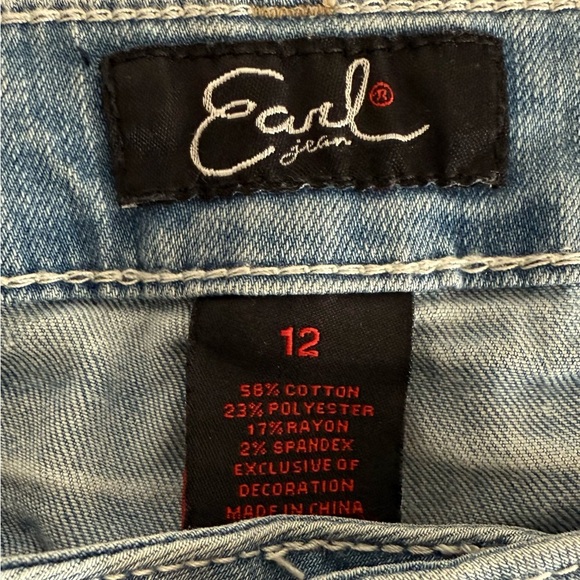 Earl®
jean
12
58% COTTON
23% POLYESTER
17% RAYON
2% SPANDEX
EXCLUSIVE OF
DECORATION
MADE IN CHINA